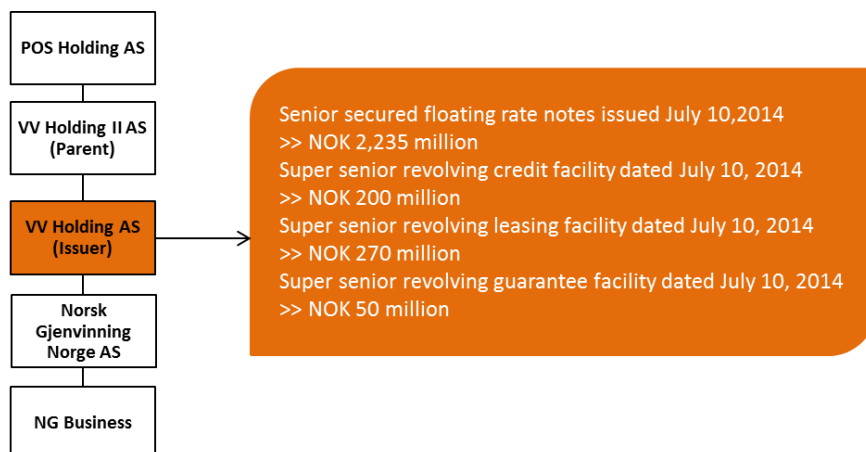 POS Holding AS
VV Holding II AS
(Parent)
VV Holding AS
(Issuer)
Norsk
Gjenvinning
Norge AS
NG Business
Senior secured floating rate notes issued July 10,2014
>> NOK 2,235 million
Super senior revolving credit facility dated July 10, 2014
>> NOK 200 million
Super senior revolving leasing facility dated July 10, 2014
>> NOK 270 million
Super senior revolving guarantee facility dated July 10, 2014
>> NOK 50 million